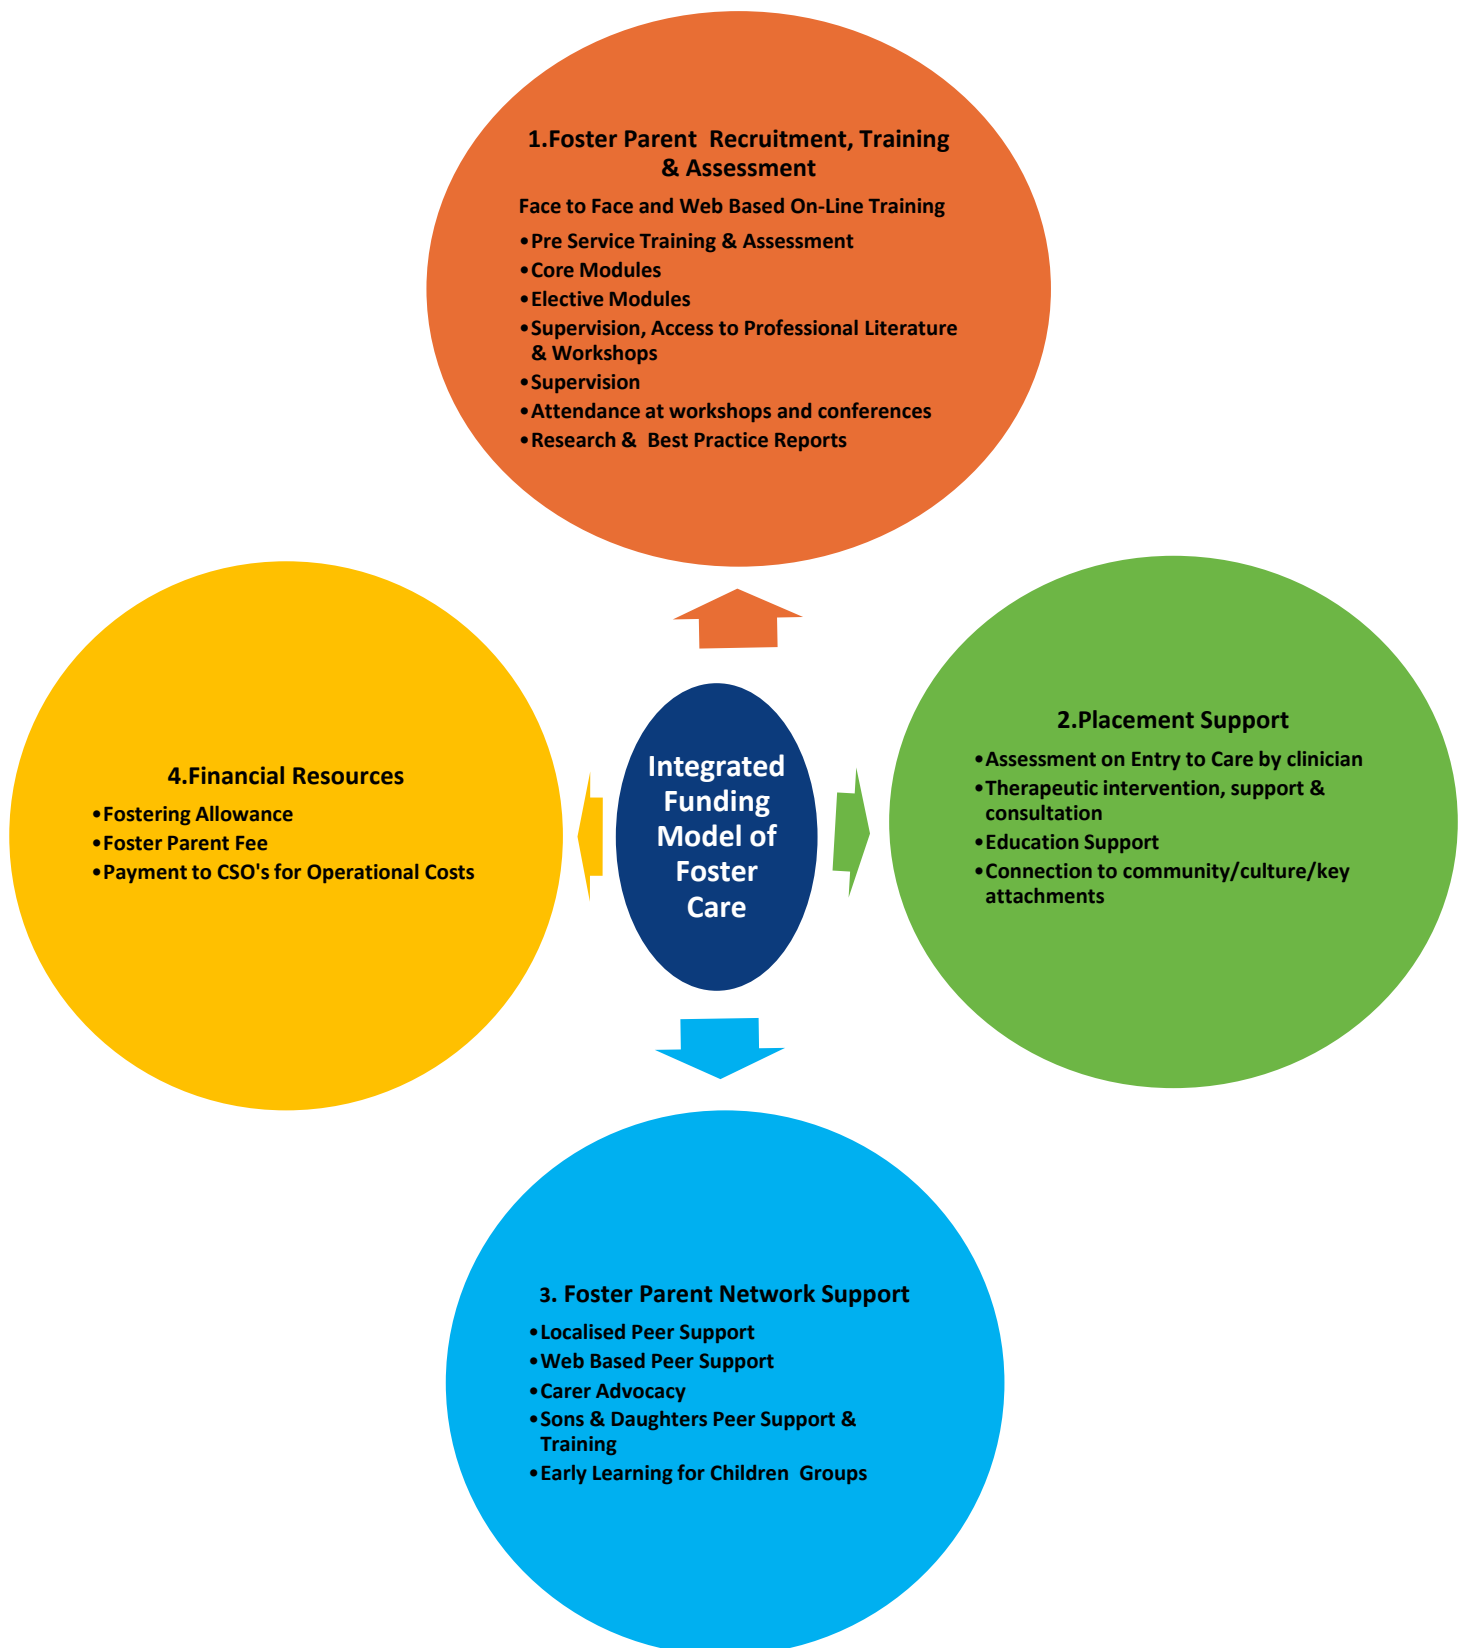 1.Foster Parent  Recruitment, Training
& Assessment
Face to Face and Web Based On-Line Training
•Pre Service Training & Assessment
•Core Modules
•Elective Modules
•Supervision, Access to Professional Literature
& Workshops
•Supervision
•Attendance at workshops and conferences
•Research &  Best Practice Reports
Integrated
Funding
Model of
Foster
Care
2.Placement Support
•Assessment on Entry to Care by clinician
•Therapeutic intervention, support &
consultation
•Education Support
•Connection to community/culture/key
attachments
3. Foster Parent Network Support
•Localised Peer Support
•Web Based Peer Support
•Carer Advocacy
•Sons & Daughters Peer Support &
Training
•Early Learning for Children  Groups
4.Financial Resources
•Fostering Allowance
•Foster Parent Fee
•Payment to CSO's for Operational Costs